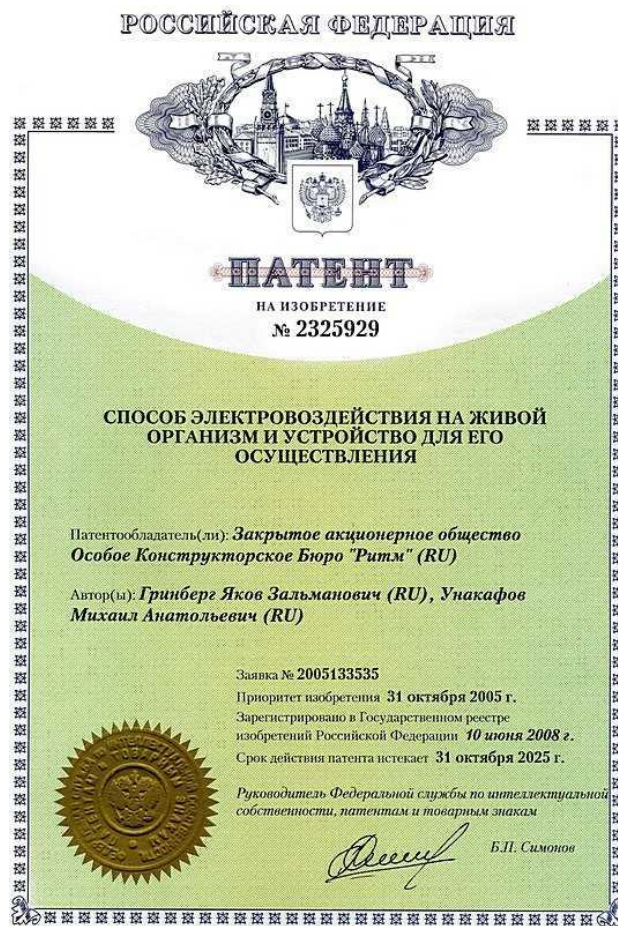 РОССИЙСКАЯ ФЕДЕРАЦИЯ
ПАТЕНТ
НА ИЗОБРЕТЕНИЕ
№ 2325929
СПОСОБ ЭЛЕКТРОВОЗДЕЙСТВИЯ НА ЖИВОЙ
ОРГАНИЗМ И УСТРОЙСТВО ДЛЯ ЕГО
ОСУЩЕСТВЛЕНИЯ
Патентообладатель(ли): Закрытое акционерное общество
Особое Конструкторское Бюро "Ритм" (RU)
Автор(ы): Гринберг Яков Зальманович (RU), Унакафов
Михаил Анатольевич (RU)
Заявка № 2005133535
Приоритет изобретения 31 октября 2005 г.
Зарегистрировано в Государственном реестре
изобретений Российской Федерации 10 июня 2008 г.
Срок действия патента истекает 31 октября 2025 г.
Руководитель Федеральной службы по интеллектуальной
собственности, патентам и товарным знакам
Б.П. Симонов